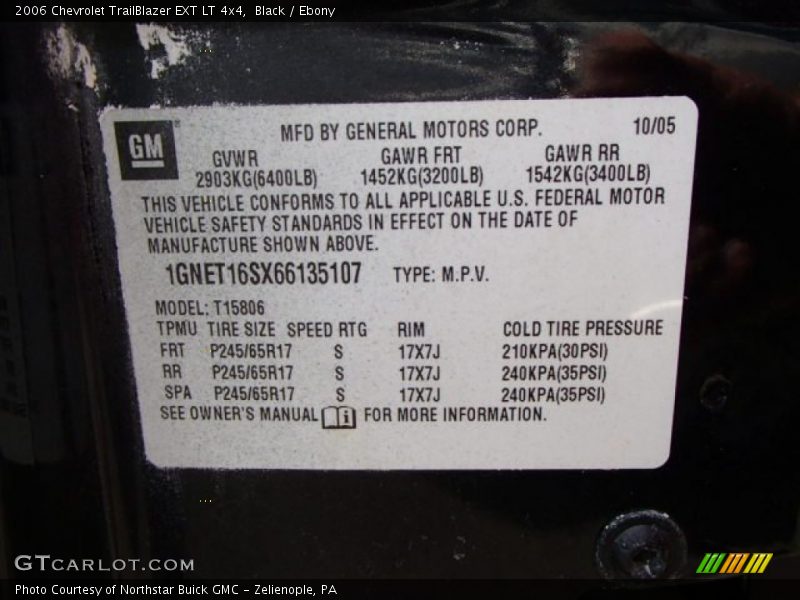 2006 Chevrolet TrailBlazer EXT LT 4x4, Black / Ebony
GM®
MFD BY GENERAL MOTORS CORP. 10/05
GVWR GAWR FRT GAWR RR
2903KG(6400LB) 1452KG(3200LB) 1542KG(3400LB)
THIS VEHICLE CONFORMS TO ALL APPLICABLE U.S. FEDERAL MOTOR
VEHICLE SAFETY STANDARDS IN EFFECT ON THE DATE OF
MANUFACTURE SHOWN ABOVE.
1GNET16SX66135107 TYPE: M.P.V.
MODEL: T15806
TPMU TIRE SIZE SPEED RTG RIM COLD TIRE PRESSURE
FRT P245/65R17 S 17X7J 210KPA(30PSI)
RR P245/65R17 S 17X7J 240KPA(35PSI)
SPA P245/65R17 S 17X7J 240KPA(35PSI)
SEE OWNER'S MANUAL i FOR MORE INFORMATION.
GTCARLOT.COM
Photo Courtesy of Northstar Buick GMC - Zelienople, PA